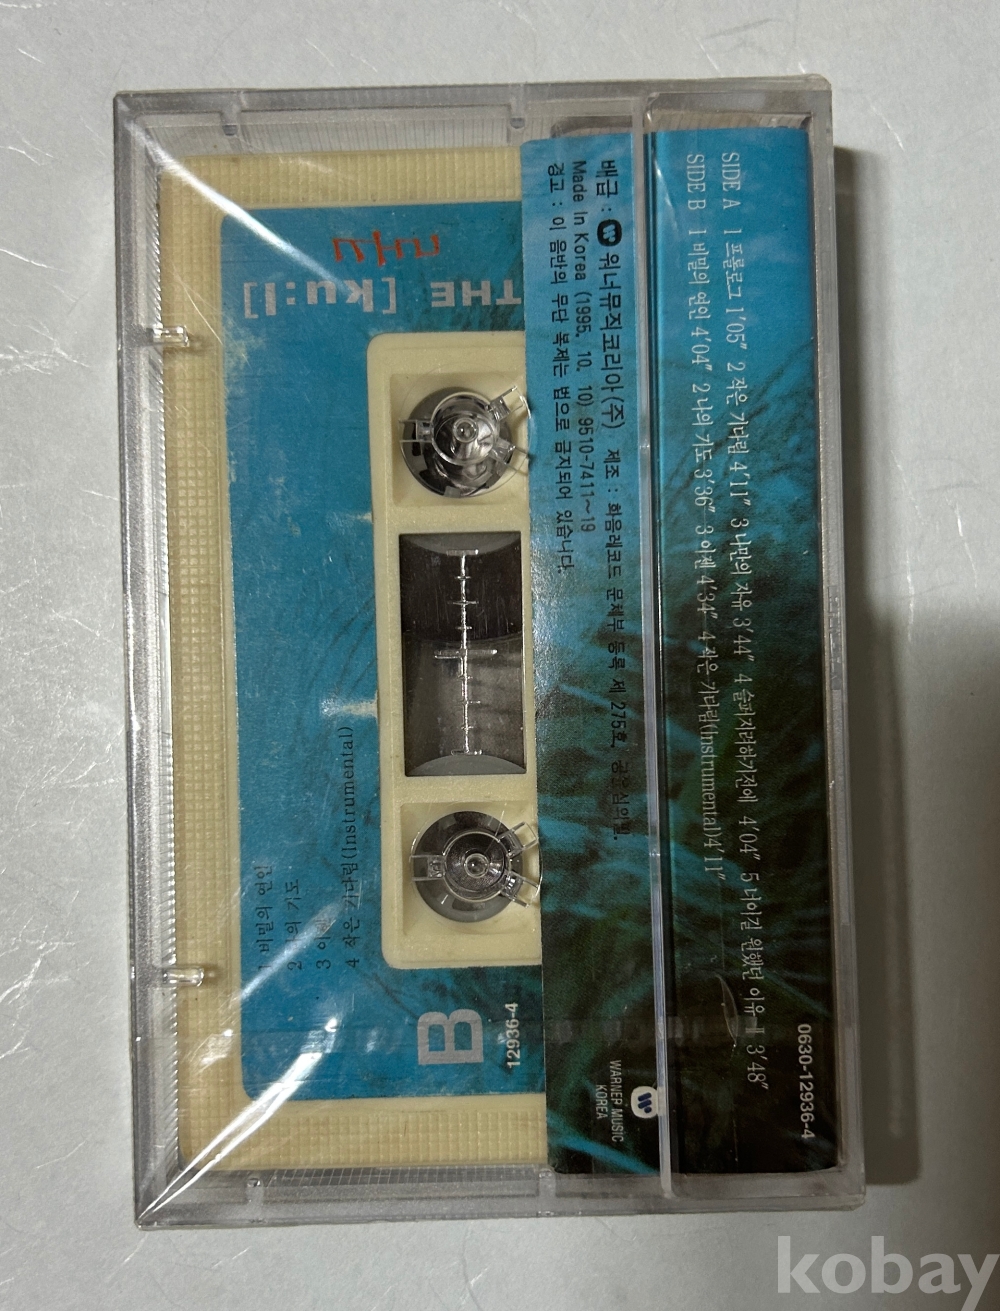 SIDE A 1 프롤로그 1'05" 2 작은 기다림 4'11" 3 나만의 자유 3'44" 4 슬퍼지려하기전에 4'04" 5 너이길 원했던 이유 Ⅱ 3'48"
SIDE B 1 비밀의 연인 4'04" 2 나의 기도 3'36" 3 이젠 4'34" 4 작은 기다림(Instrumental)4'11"
0630-12936-4
배급 : 워너뮤직코리아(주) 제조 : 화음레코드 문체부 등록 제 275호
Made In Korea (1995. 10. 10) 9510-7411~19
경고 : 이 음반의 무단 복제는 법으로 금지되어 있습니다.
WARNER MUSIC
KOREA
THE [ku:l]
B
12936-4
1 비밀의 연인
2 나의 기도
3
4 작은 기다림(Instrumental)
kobay